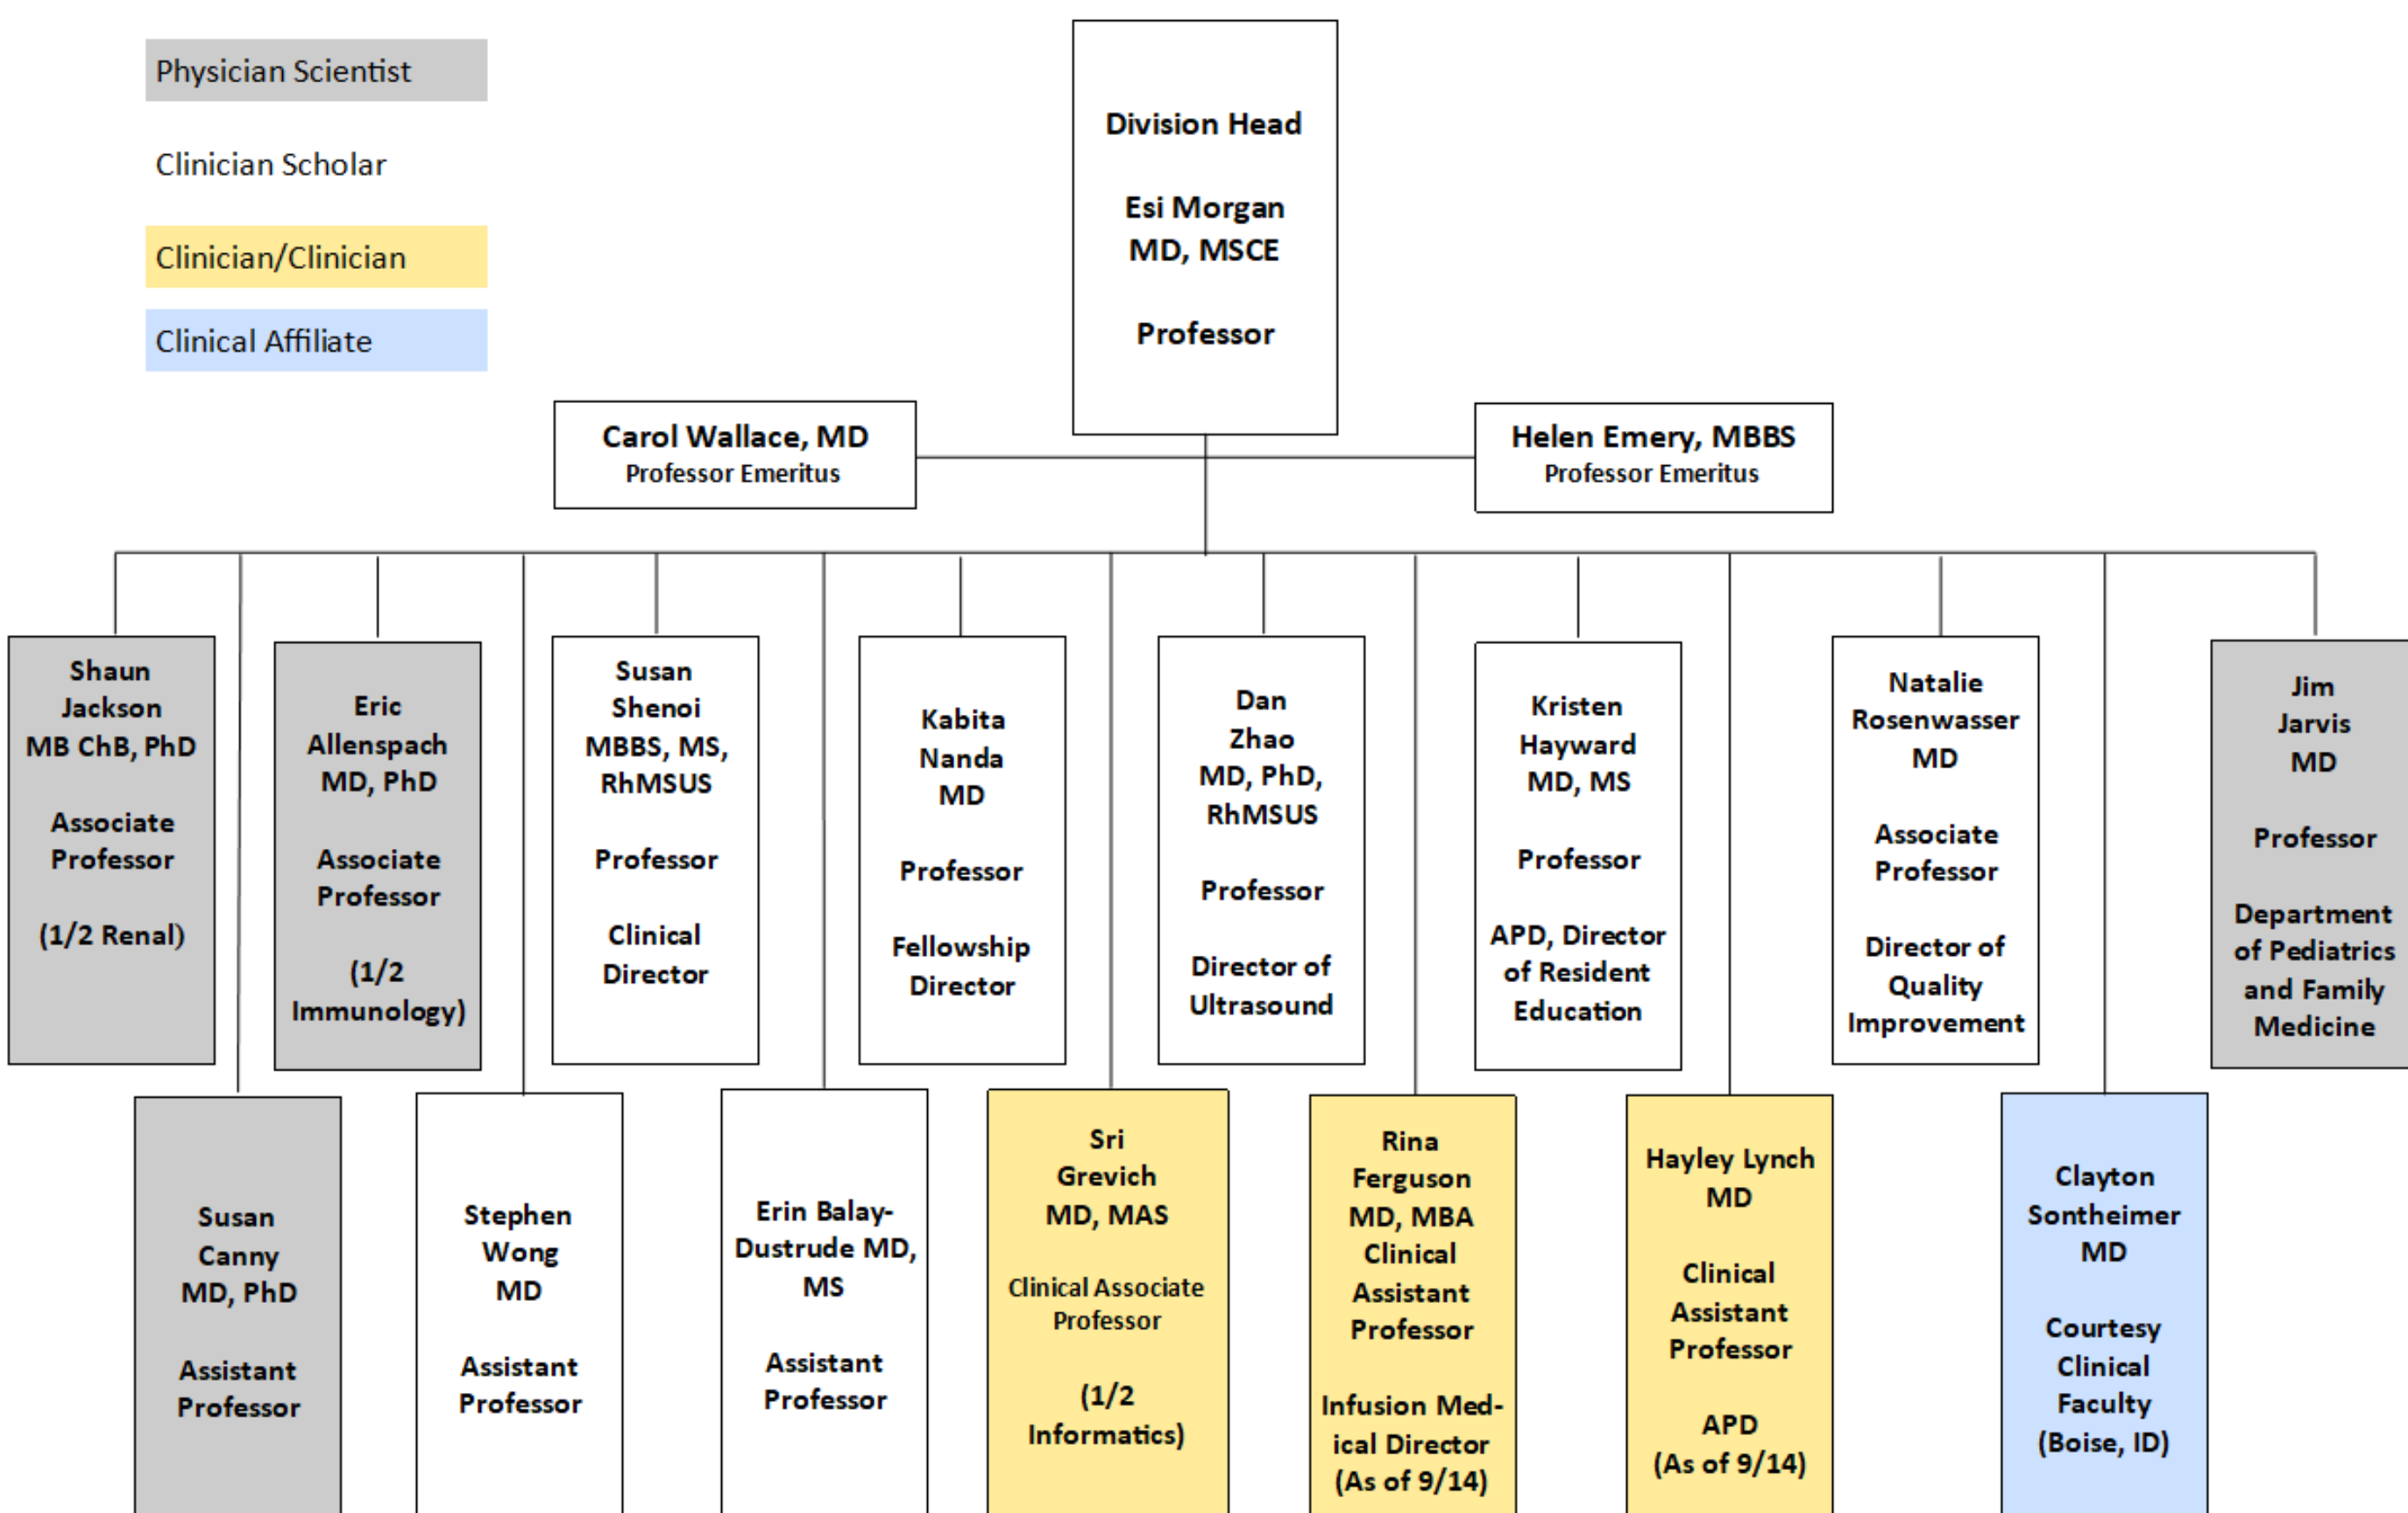 Physician Scientist
Clinician Scholar
Clinician/Clinician
Clinical Affiliate
Division Head
Esi Morgan
MD, MSCE
Professor
Carol Wallace, MD
Professor Emeritus
Helen Emery, MBBS
Professor Emeritus
Shaun
Jackson
MB ChB, PhD
Associate
Professor
(1/2 Renal)
Eric
Allenspach
MD, PhD
Associate
Professor
(1/2
Immunology)
Susan
Shenoi
MBBS, MS,
RhMSUS
Professor
Clinical
Director
Kabita
Nanda
MD
Professor
Fellowship
Director
Dan
Zhao
MD, PhD,
RhMSUS
Professor
Director of
Ultrasound
Kristen
Hayward
MD, MS
Professor
APD, Director
of Resident
Education
Natalie
Rosenwasser
MD
Associate
Professor
Director of
Quality
Improvement
Jim
Jarvis
MD
Professor
Department
of Pediatrics
and Family
Medicine
Susan
Canny
MD, PhD
Assistant
Professor
Stephen
Wong
MD
Assistant
Professor
Erin Balay-
Dustrude MD,
MS
Assistant
Professor
Sri
Grevich
MD, MAS
Clinical Associate
Professor
(1/2
Informatics)
Rina
Ferguson
MD, MBA
Clinical
Assistant
Professor
Infusion Med-
ical Director
(As of 9/14)
Hayley Lynch
MD
Clinical
Assistant
Professor
APD
(As of 9/14)
Clayton
Sontheimer
MD
Courtesy
Clinical
Faculty
(Boise, ID)